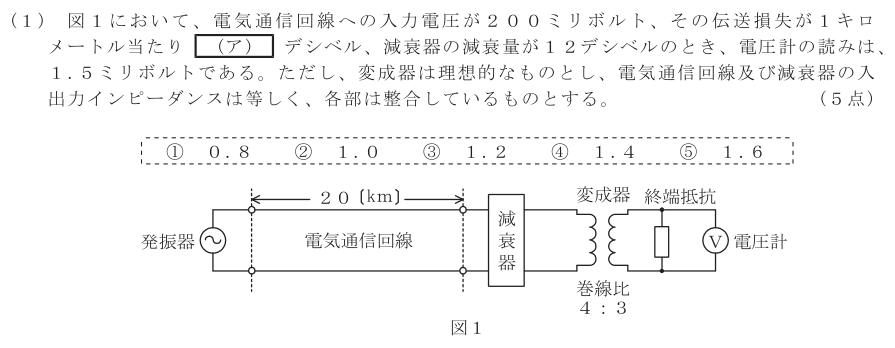 (1) 図1において、電気通信回線への入力電圧が200ミリボルト、その伝送損失が1キロ
メートル当たり (ア) デシベル、減衰器の減衰量が12デシベルのとき、電圧計の読みは、
1.5ミリボルトである。ただし、変成器は理想的なものとし、電気通信回線及び減衰器の入
出力インピーダンスは等しく、各部は整合しているものとする。 (5点)
① 0.8 ② 1.0 ③ 1.2 ④ 1.4 ⑤ 1.6
20〔km〕
変成器 終端抵抗
発振器
電気通信回線
減衰器
V 電圧計
巻線比
4:3
図1